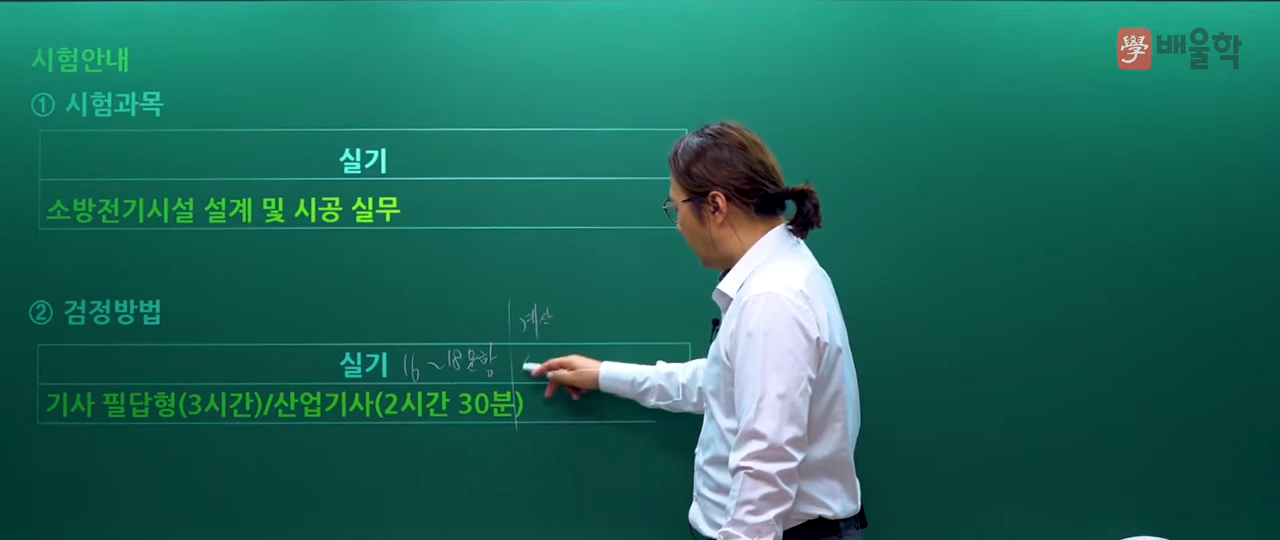 學 배울학
시험안내
① 시험과목
실기
소방전기시설 설계 및 시공 실무
② 검정방법
계산
실기 16~18문항
기사 필답형(3시간)/산업기사(2시간 30분)